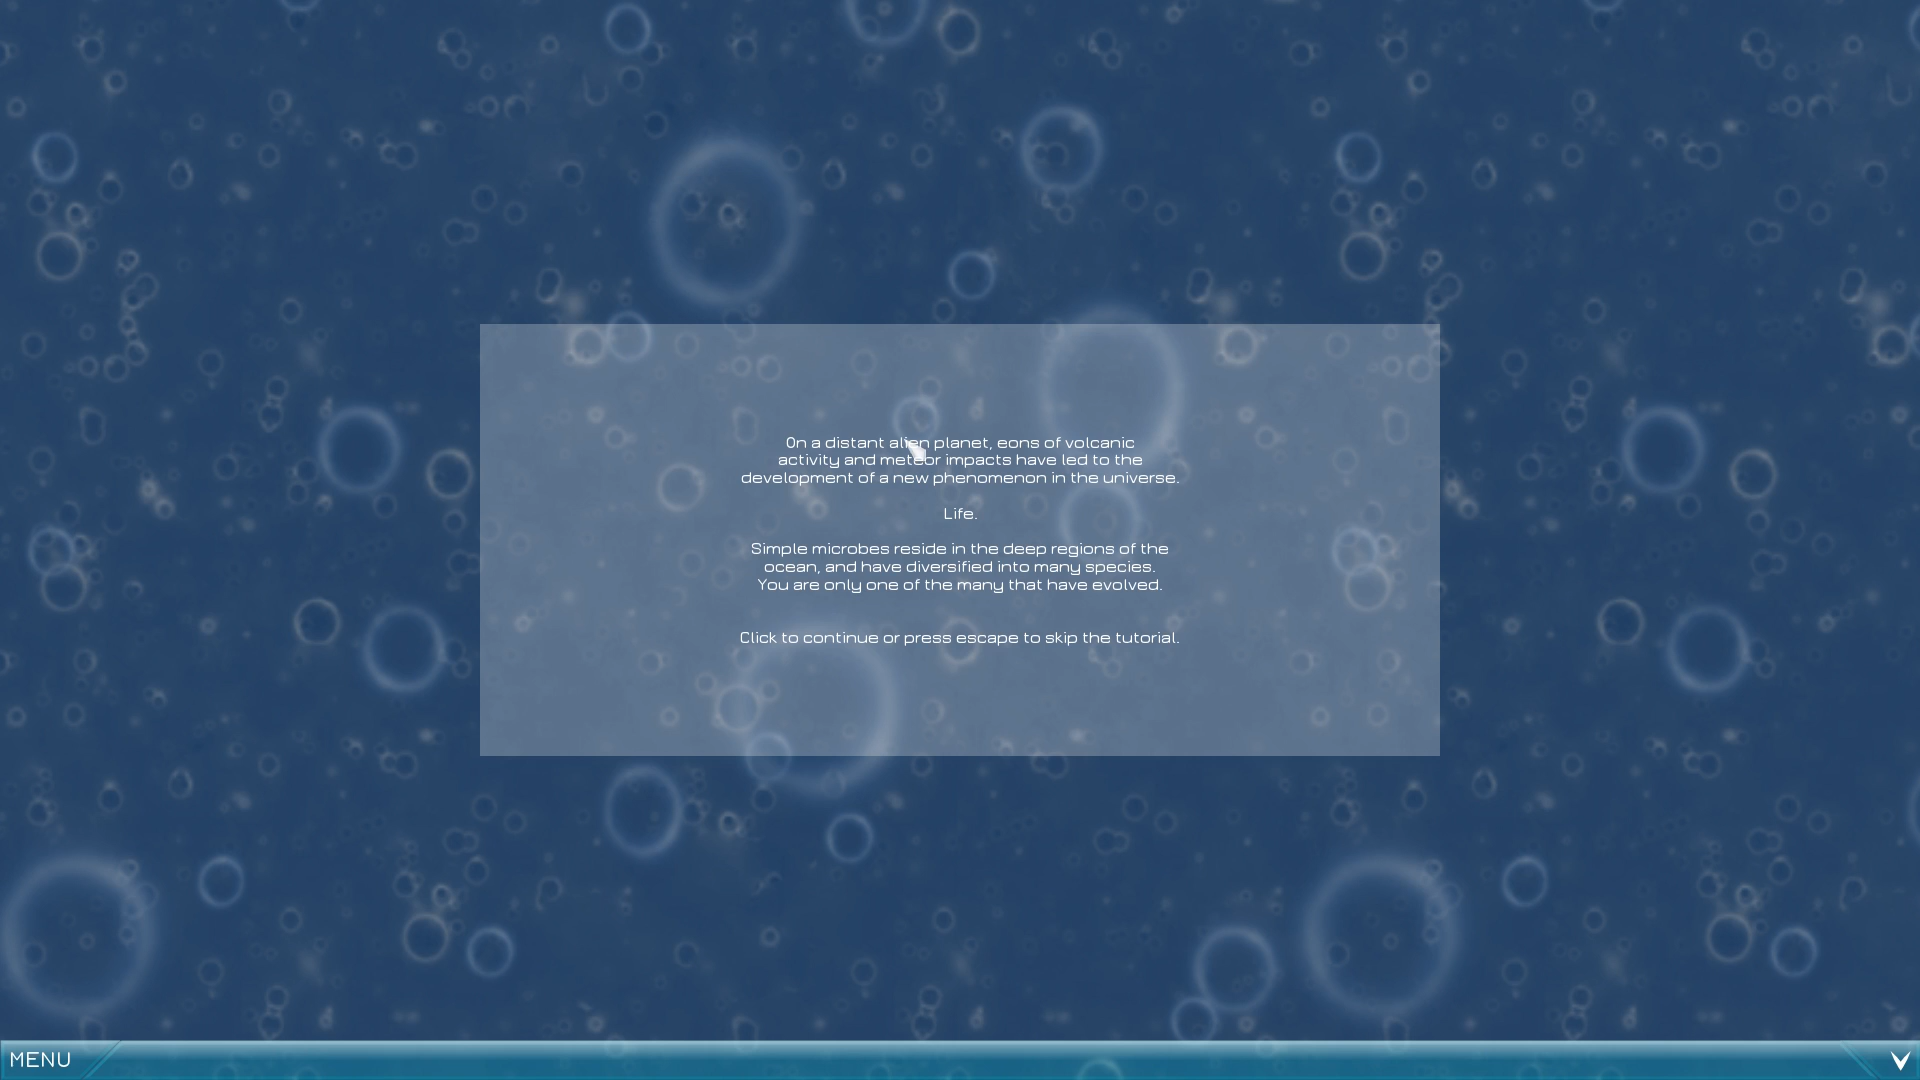 On a distant alien planet, eons of volcanic
activity and meteor impacts have led to the
development of a new phenomenon in the universe.
Life.
Simple microbes reside in the deep regions of the
ocean, and have diversified into many species.
You are only one of the many that have evolved.
Click to continue or press escape to skip the tutorial.
MENU